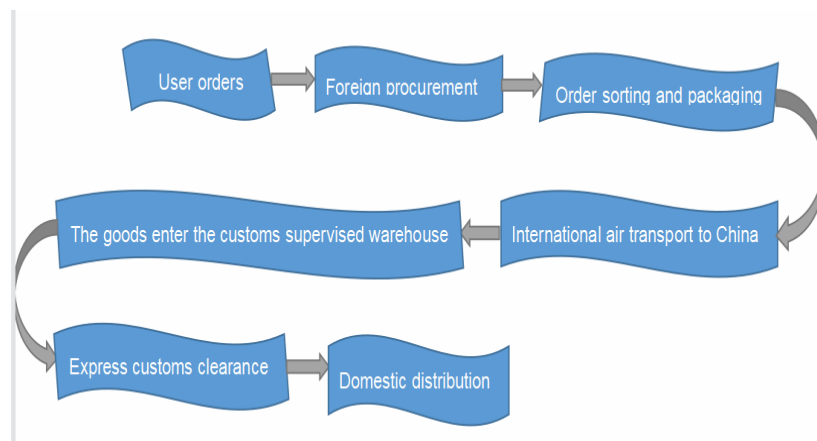 User orders
Foreign procurement
Order sorting and packaging
International air transport to China
The goods enter the customs supervised warehouse
Express customs clearance
Domestic distribution